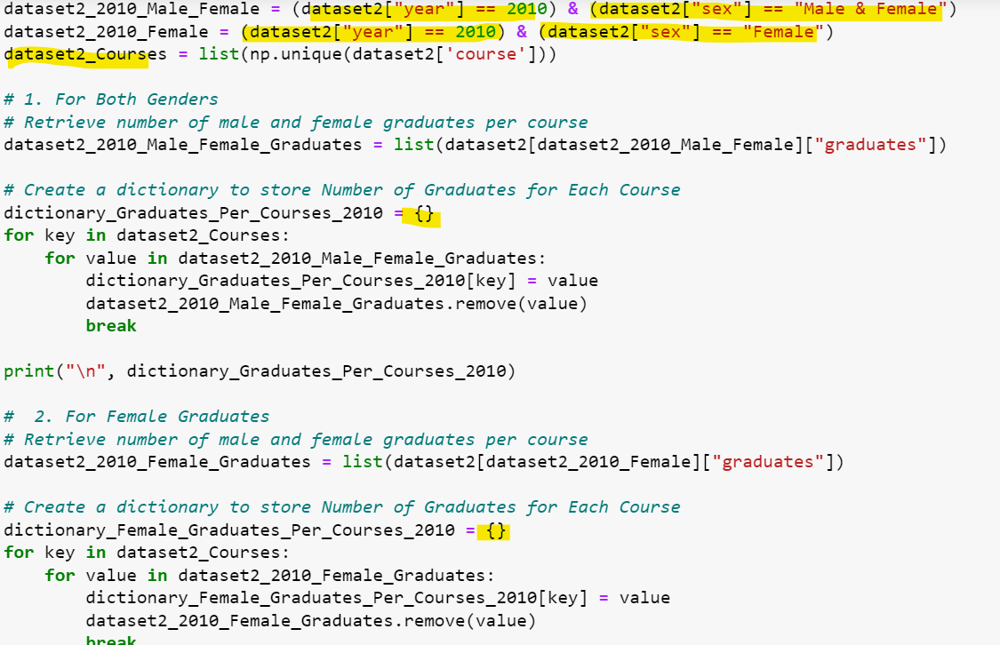 dataset2_2010_Male_Female = (dataset2["year"] == 2010) & (dataset2["sex"] == "Male & Female")
dataset2_2010_Female = (dataset2["year"] == 2010) & (dataset2["sex"] == "Female")
dataset2_Courses = list(np.unique(dataset2['course']))
# 1. For Both Genders
# Retrieve number of male and female graduates per course
dataset2_2010_Male_Female_Graduates = list(dataset2[dataset2_2010_Male_Female]["graduates"])
# Create a dictionary to store Number of Graduates for Each Course
dictionary_Graduates_Per_Courses_2010 = {}
for key in dataset2_Courses:
    for value in dataset2_2010_Male_Female_Graduates:
        dictionary_Graduates_Per_Courses_2010[key] = value
        dataset2_2010_Male_Female_Graduates.remove(value)
        break
print("\n", dictionary_Graduates_Per_Courses_2010)
#  2. For Female Graduates
# Retrieve number of male and female graduates per course
dataset2_2010_Female_Graduates = list(dataset2[dataset2_2010_Female]["graduates"])
# Create a dictionary to store Number of Graduates for Each Course
dictionary_Female_Graduates_Per_Courses_2010 = {}
for key in dataset2_Courses:
    for value in dataset2_2010_Female_Graduates:
        dictionary_Female_Graduates_Per_Courses_2010[key] = value
        dataset2_2010_Female_Graduates.remove(value)
        break